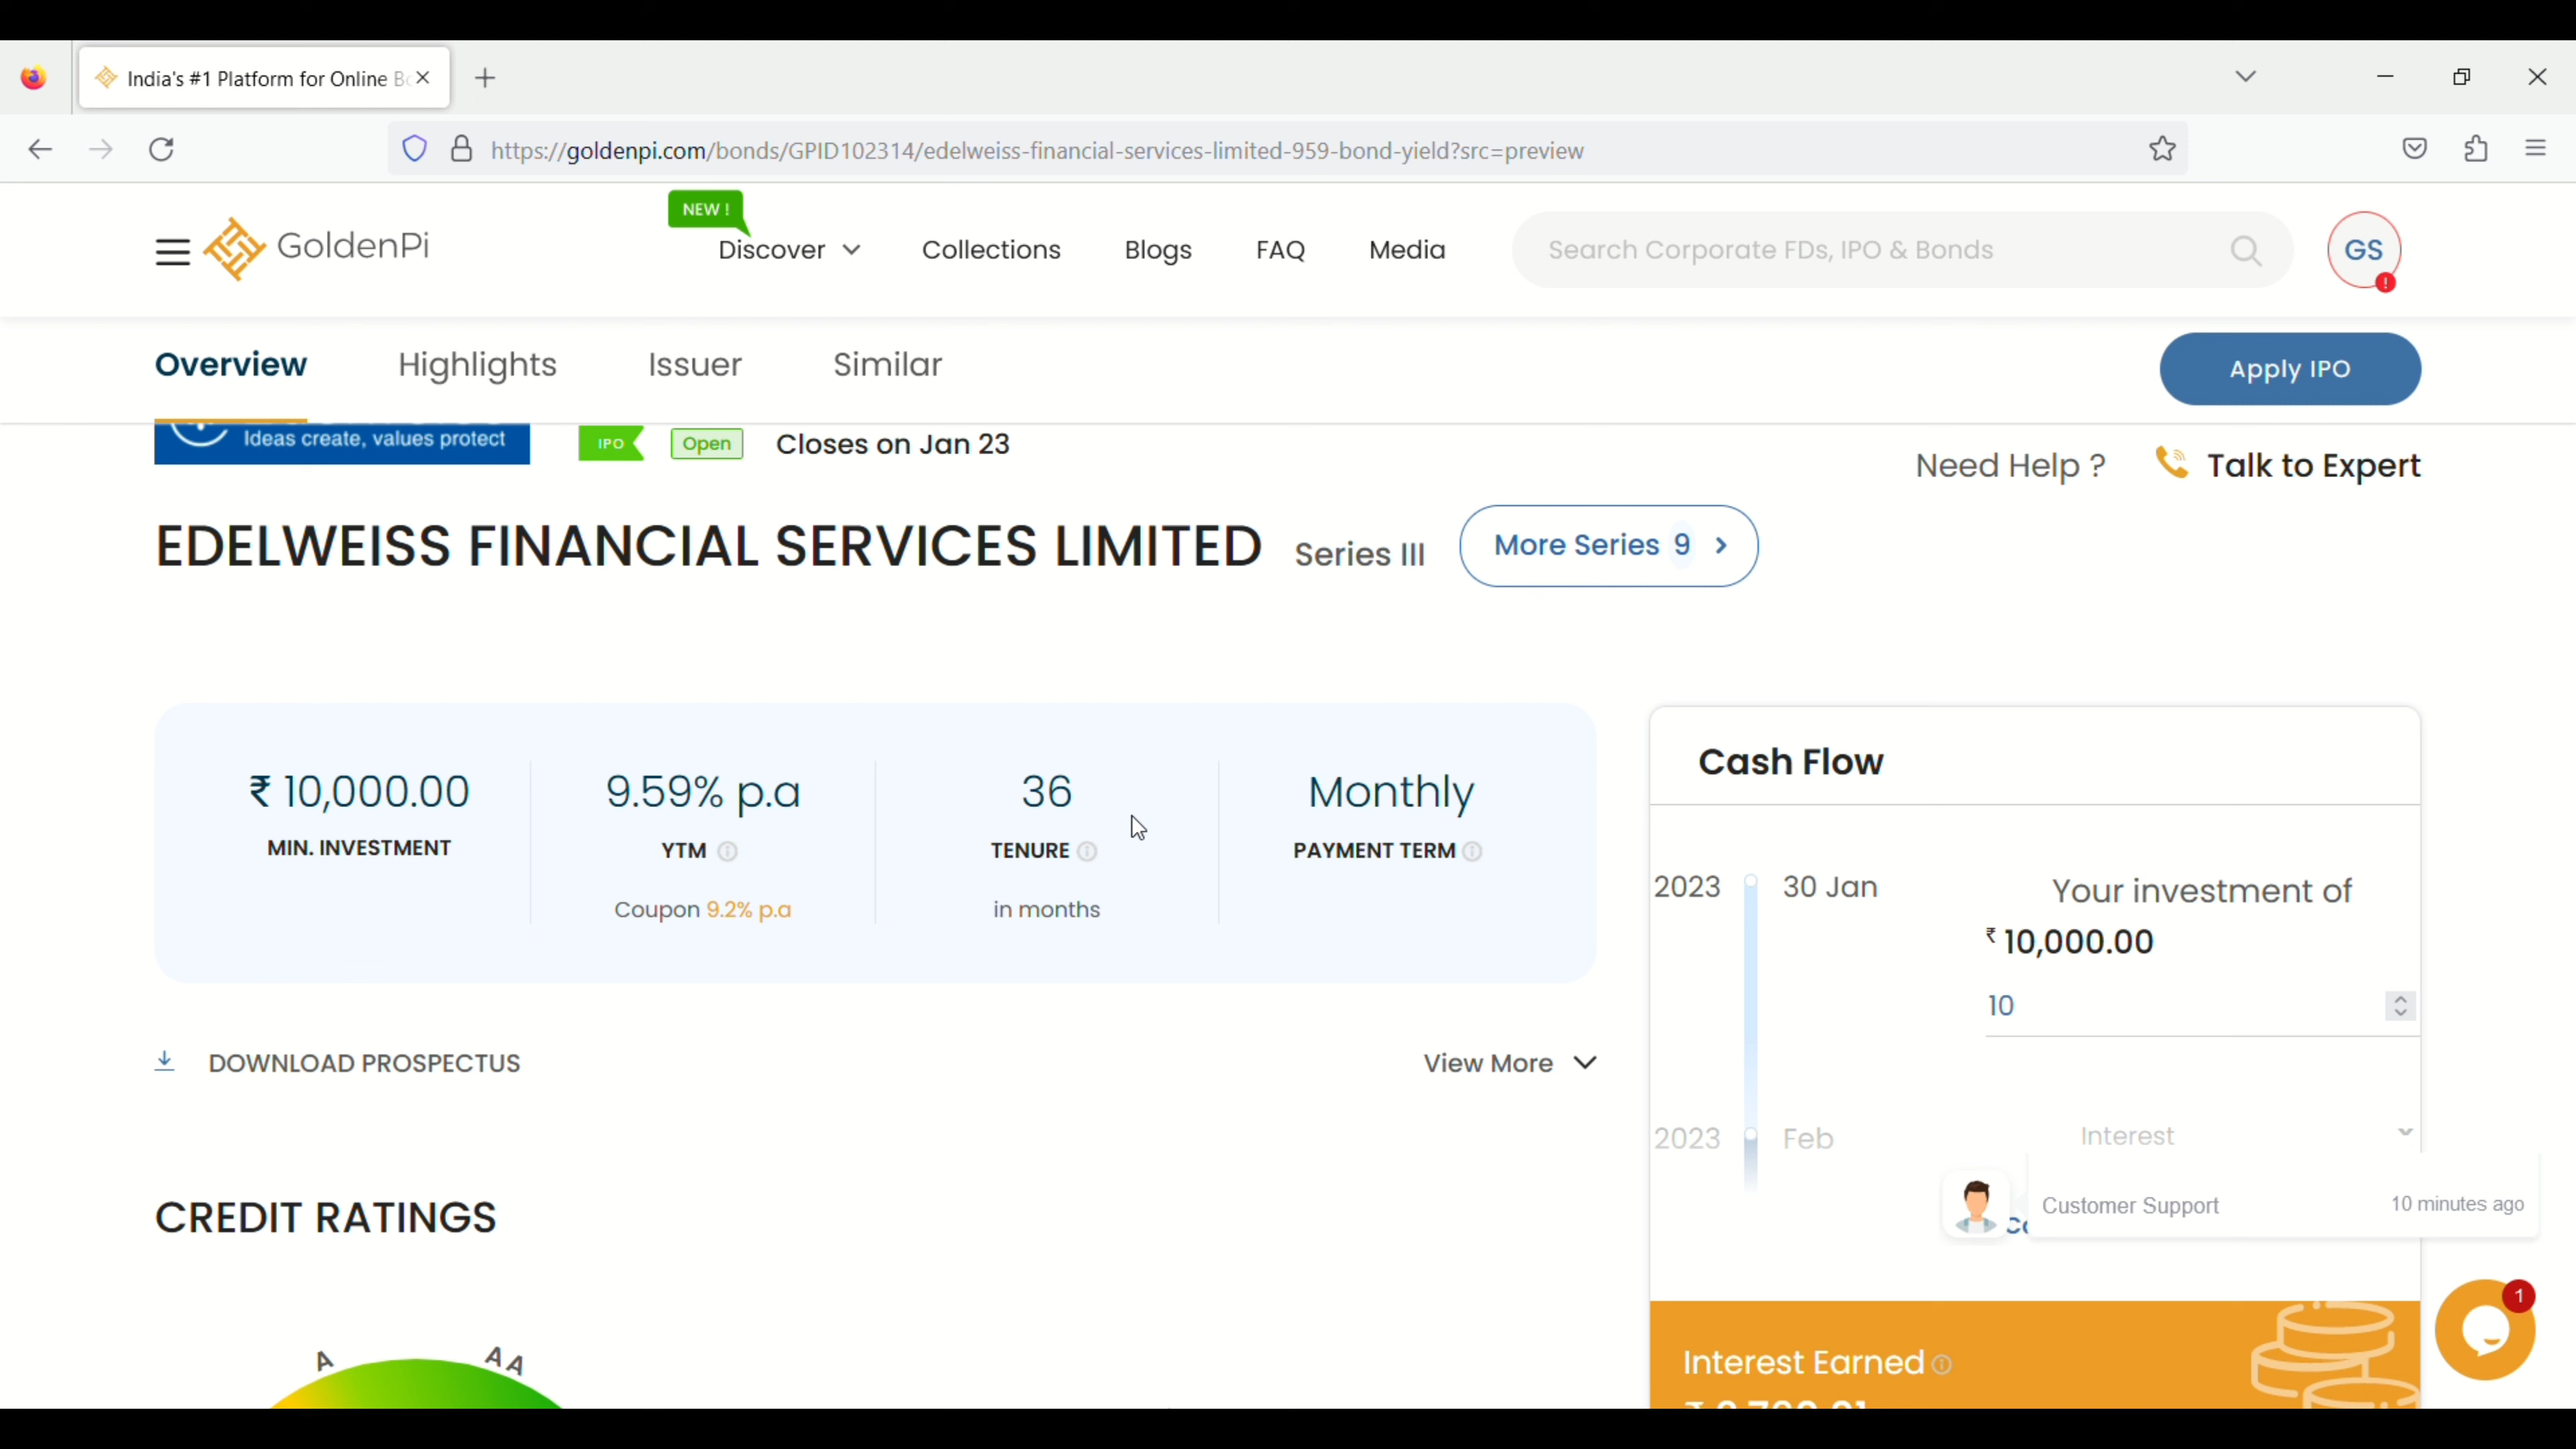 India's #1 Platform for Online Bo
https://goldenpi.com/bonds/GPID102314/edelweiss-financial-services-limited-959-bond-yield?src=preview
NEW !
GoldenPi
Discover
Collections
Blogs
FAQ
Media
Search Corporate FDs, IPO & Bonds
GS
!
Overview
Highlights
Issuer
Similar
Apply IPO
Ideas create, values protect
IPO
Open
Closes on Jan 23
Need Help ?
Talk to Expert
EDELWEISS FINANCIAL SERVICES LIMITED
Series III
More Series 9
₹ 10,000.00
MIN. INVESTMENT
9.59% p.a
YTM
Coupon 9.2% p.a
36
TENURE
in months
Monthly
PAYMENT TERM
DOWNLOAD PROSPECTUS
View More
CREDIT RATINGS
A
AA
Cash Flow
2023
30 Jan
Your investment of
₹ 10,000.00
10
2023
Feb
Interest
Customer Support
10 minutes ago
1
Interest Earned